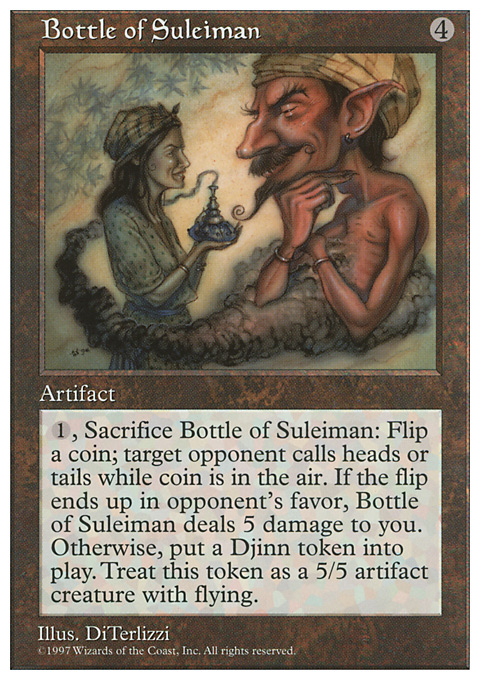 Bottle of Suleiman 4
Artifact
1, Sacrifice Bottle of Suleiman: Flip
a coin; target opponent calls heads or
tails while coin is in the air. If the flip
ends up in opponent's favor, Bottle
of Suleiman deals 5 damage to you.
Otherwise, put a Djinn token into
play. Treat this token as a 5/5 artifact
creature with flying.
Illus. DiTerlizzi
©1997 Wizards of the Coast, Inc. All rights reserved.